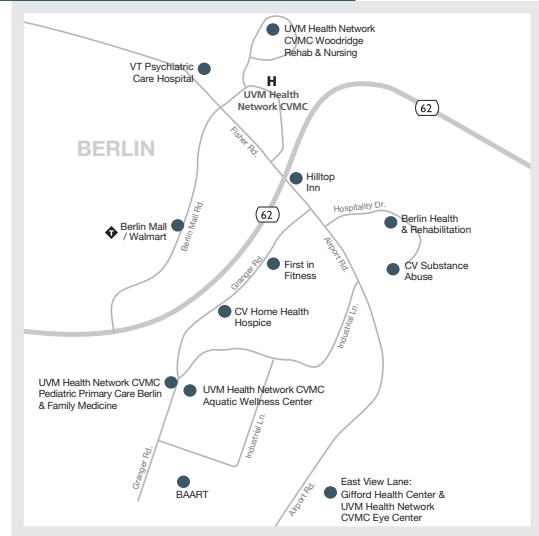 UVM Health Network
CVMC Woodridge
Rehab & Nursing
VT Psychiatric
Care Hospital
H
UVM Health
Network CVMC
62
BERLIN
Fisher Rd.
Hilltop
Inn
Hospitality Dr.
62
Berlin Mall Rd.
T
Berlin Mall
/ Walmart
Berlin Health
& Rehabilitation
Airport Rd.
Granger Rd.
First in
Fitness
CV Substance
Abuse
CV Home Health
Hospice
Industrial Ln.
UVM Health Network CVMC
Pediatric Primary Care Berlin
& Family Medicine
UVM Health Network CVMC
Aquatic Wellness Center
Industrial Ln.
Granger Rd.
BAART
Airport Rd.
East View Lane:
Gifford Health Center &
UVM Health Network
CVMC Eye Center